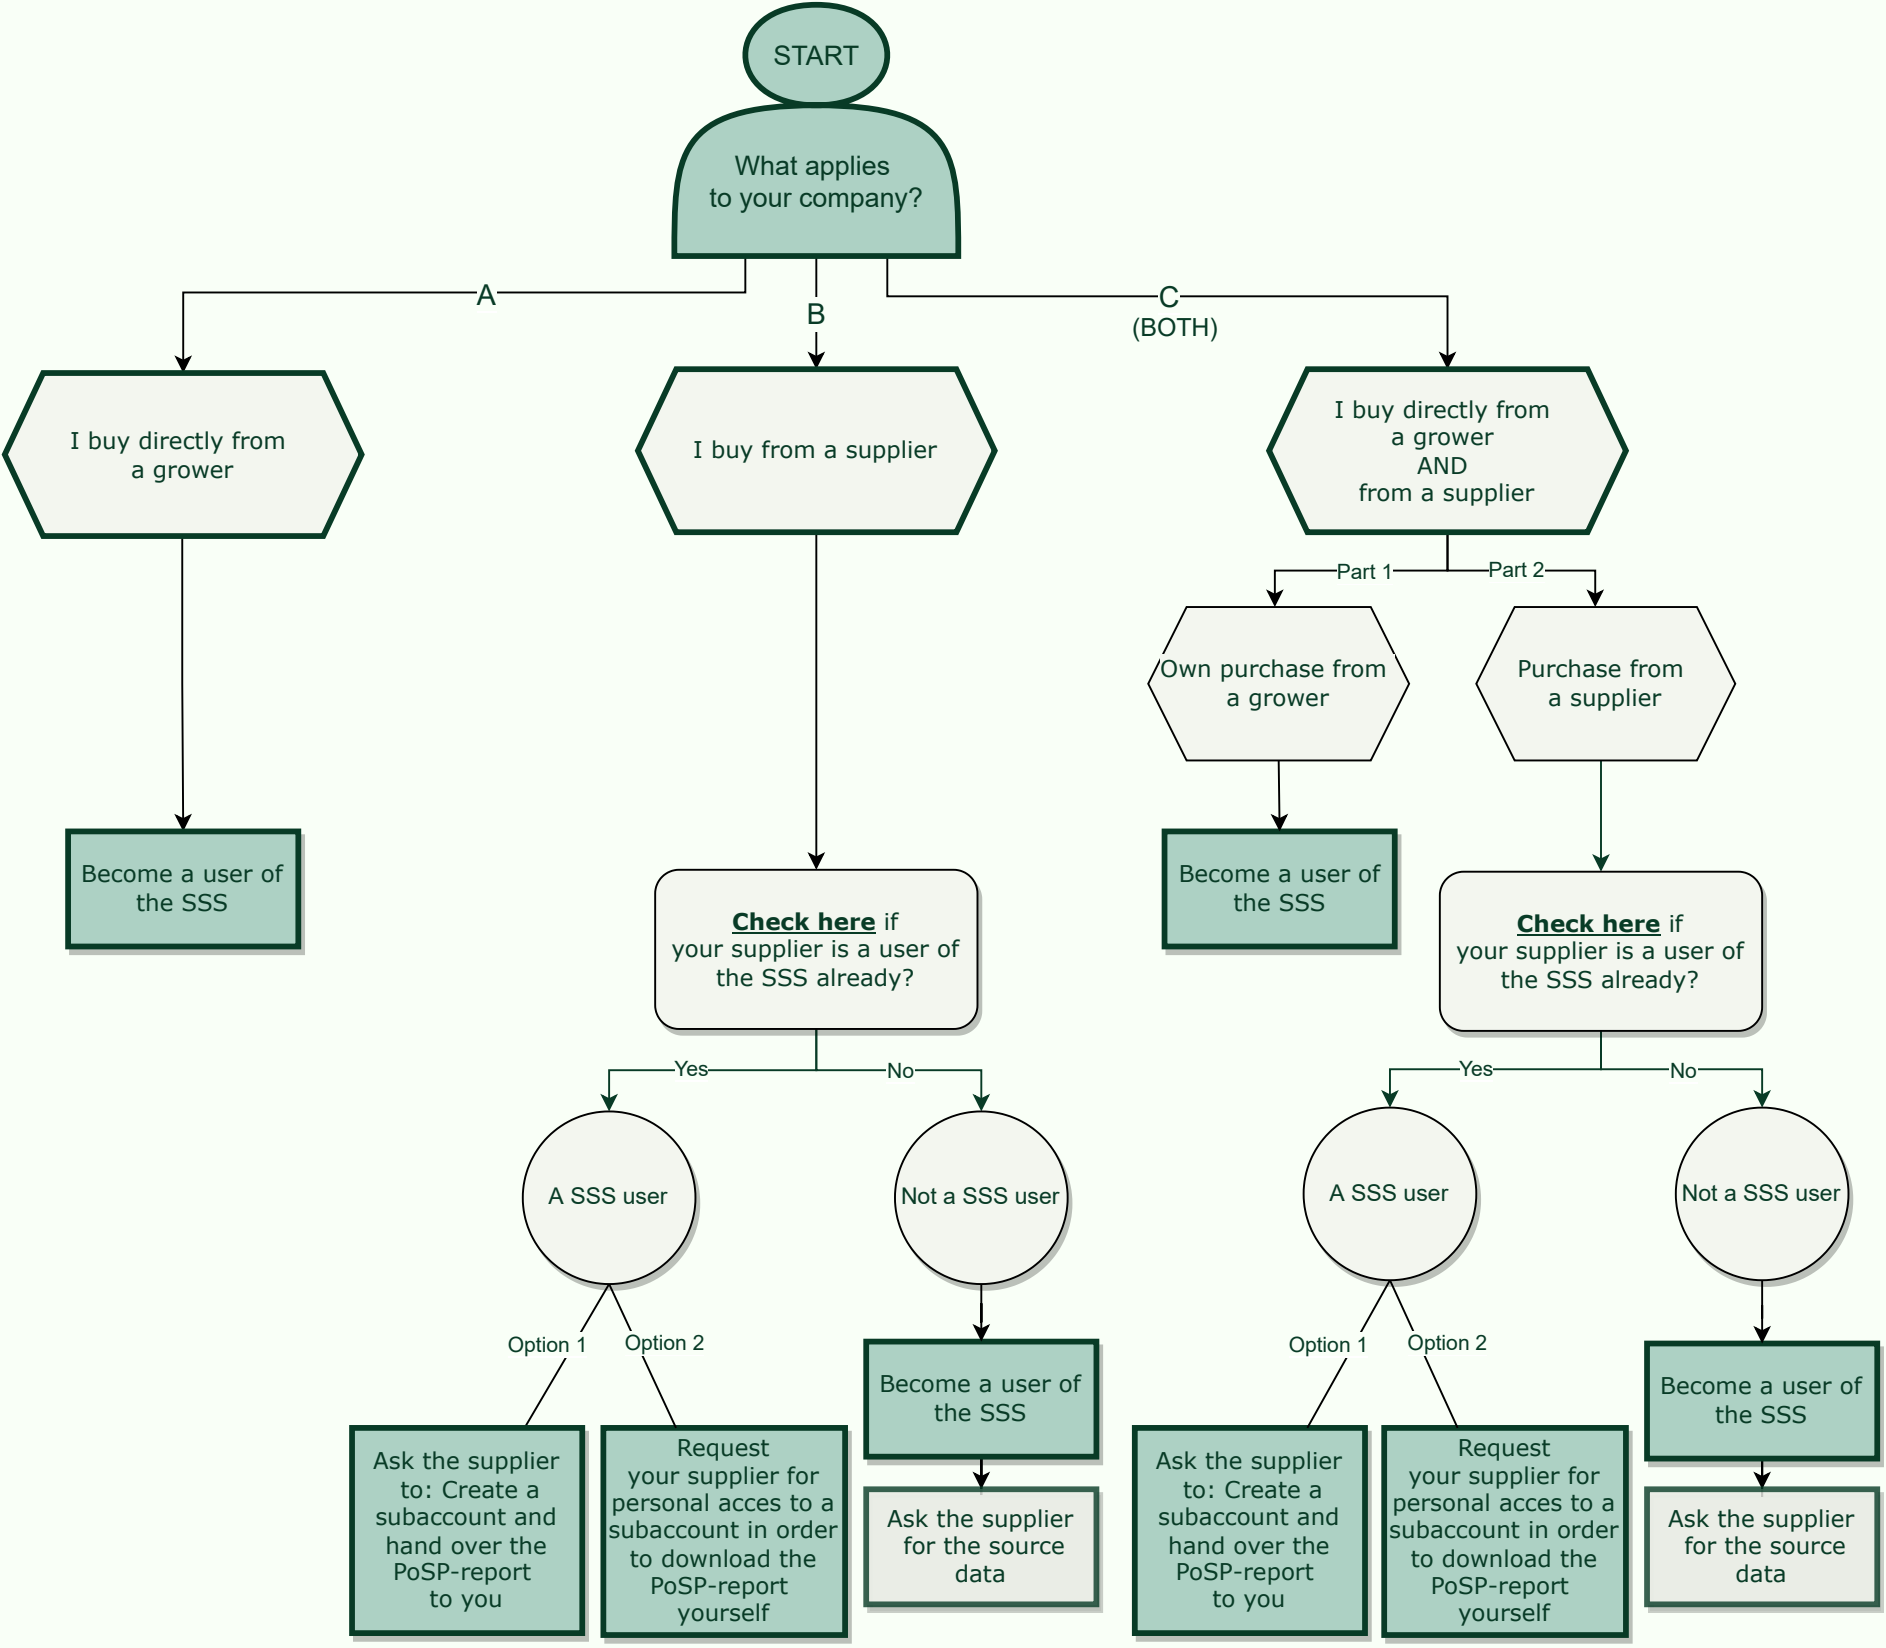 START
What applies
to your company?
A
B
C
(BOTH)
I buy directly from
a grower
I buy from a supplier
I buy directly from
a grower
AND
from a supplier
Part 1
Part 2
Own purchase from
a grower
Purchase from
a supplier
Become a user of
the SSS
Become a user of
the SSS
Check here if
your supplier is a user of
the SSS already?
Check here if
your supplier is a user of
the SSS already?
Yes
No
Yes
No
A SSS user
Not a SSS user
A SSS user
Not a SSS user
Option 1
Option 2
Option 1
Option 2
Ask the supplier
to: Create a
subaccount and
hand over the
PoSP-report
to you
Request
your supplier for
personal acces to a
subaccount in order
to download the
PoSP-report
yourself
Become a user of
the SSS
Ask the supplier
for the source
data
Ask the supplier
to: Create a
subaccount and
hand over the
PoSP-report
to you
Request
your supplier for
personal acces to a
subaccount in order
to download the
PoSP-report
yourself
Become a user of
the SSS
Ask the supplier
for the source
data